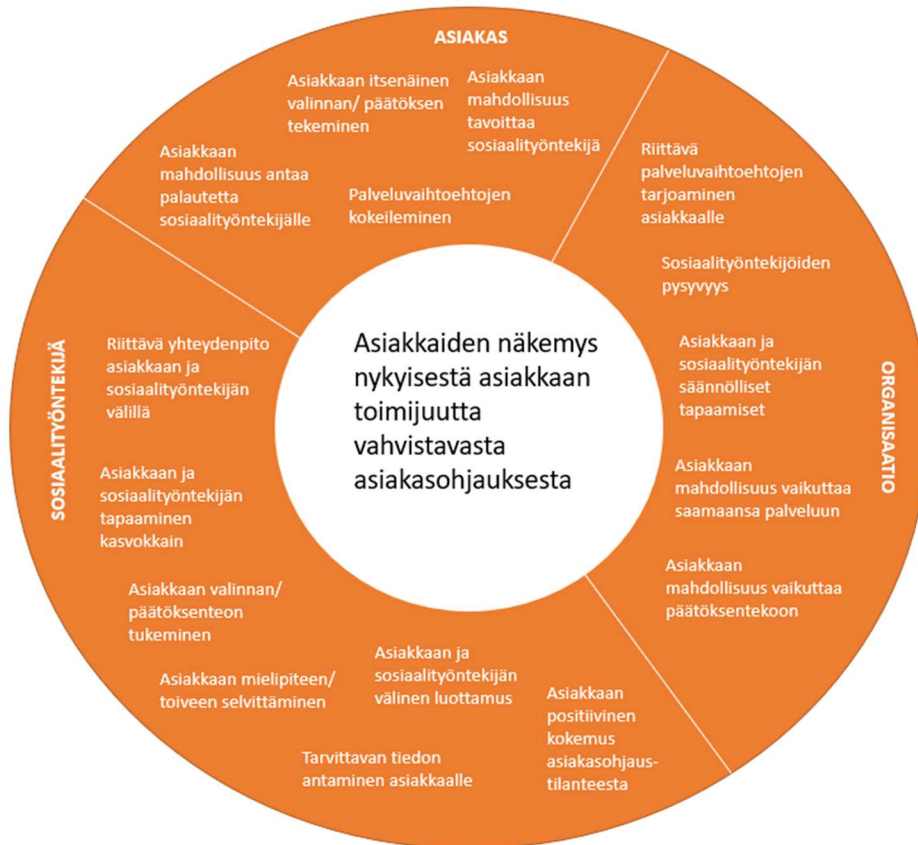 ASIAKAS
Asiakkaan itsenäinen
valinnan/ päätöksen
tekeminen
Asiakkaan
mahdollisuus
tavoittaa
sosiaalityöntekijä
Asiakkaan
mahdollisuus antaa
palautetta
sosiaalityöntekijälle
Palveluvaihtoehtojen
kokeileminen
ORGANISAATIO
Riittävä
palveluvaihtoehtojen
tarjoaminen
asiakkaalle
Sosiaalityöntekijöiden
pysyvyys
Asiakkaan ja
sosiaalityöntekijän
säännölliset
tapaamiset
Asiakkaan
mahdollisuus vaikuttaa
saamaansa palveluun
Asiakkaan
mahdollisuus vaikuttaa
päätöksentekoon
SOSIAALITYÖNTEKIJÄ
Riittävä yhteydenpito
asiakkaan ja
sosiaalityöntekijän
välillä
Asiakkaan ja
sosiaalityöntekijän
tapaaminen
kasvokkain
Asiakkaan valinnan/
päätöksenteon
tukeminen
Asiakkaan mielipiteen/
toiveen selvittäminen
Asiakkaan ja
sosiaalityöntekijän
välinen luottamus
Tarvittavan tiedon
antaminen asiakkaalle
Asiakkaan
positiivinen
kokemus
asiakasohjaus-
tilanteesta
Asiakkaiden näkemys
nykyisestä asiakkaan
toimijuutta
vahvistavasta
asiakasohjauksesta